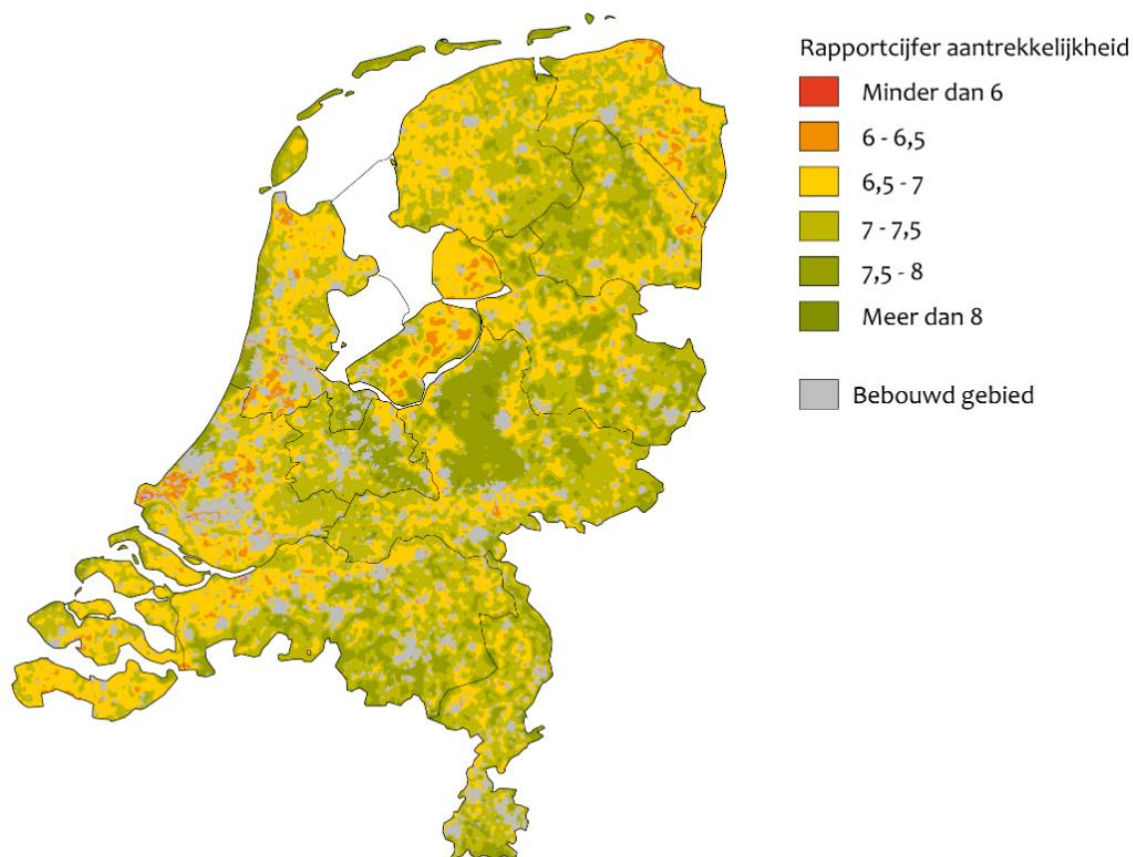 Rapportcijfer aantrekkelijkheid
Minder dan 6
6 - 6,5
6,5 - 7
7 - 7,5
7,5 - 8
Meer dan 8
Bebouwd gebied